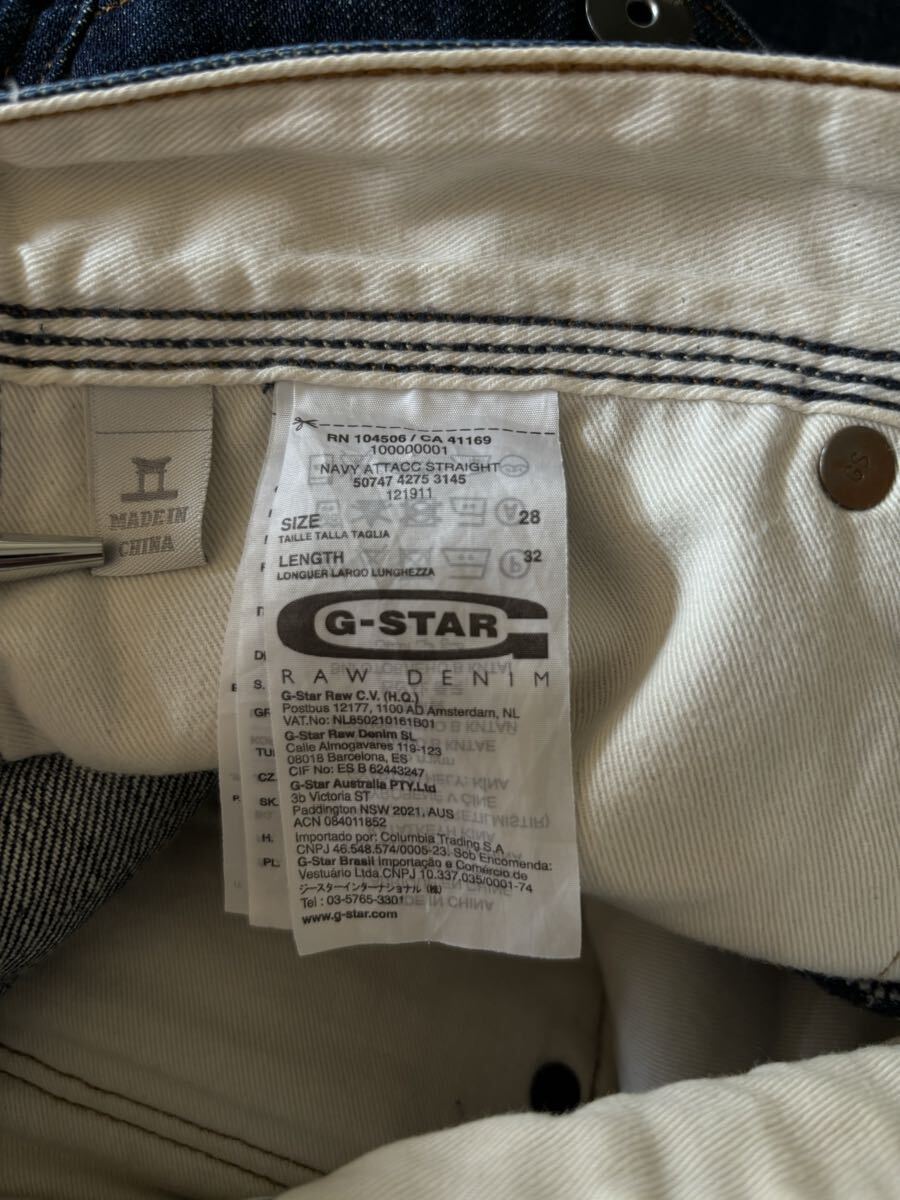 RN 104506 / CA 41169
100000001
NAVY ATTACC STRAIGHT
50747 4275 3145
121911
SIZE 28
TAILLE TALLA TAGLIA
LENGTH 32
LONGUER LARGO LUNGHEZZA
G-STAR
RAW DENIM
G-Star Raw C.V. (H.Q.)
Postbus 12177, 1100 AD Amsterdam, NL
VAT.No: NL850210161B01
G-Star Raw Denim SL
Calle Almogavares 119-123
08018 Barcelona, ES
CIF No: ES B 62443247
G-Star Australia PTY.Ltd
3b Victoria ST
Paddington NSW 2021, AUS
ACN 084011852
Importado por: Columbia Trading S.A
CNPJ 46.548.574/0005-23. Sob Encomenda:
G-Star Brasil Importação e Comércio de
Vestuário Ltda.CNPJ 10.337.035/0001-74
ジースターインターナショナル (株)
Tel : 03-5765-3301
www.g-star.com
MADE IN
CHINA
S.
GR
TU
CZ
SK
H.
PL